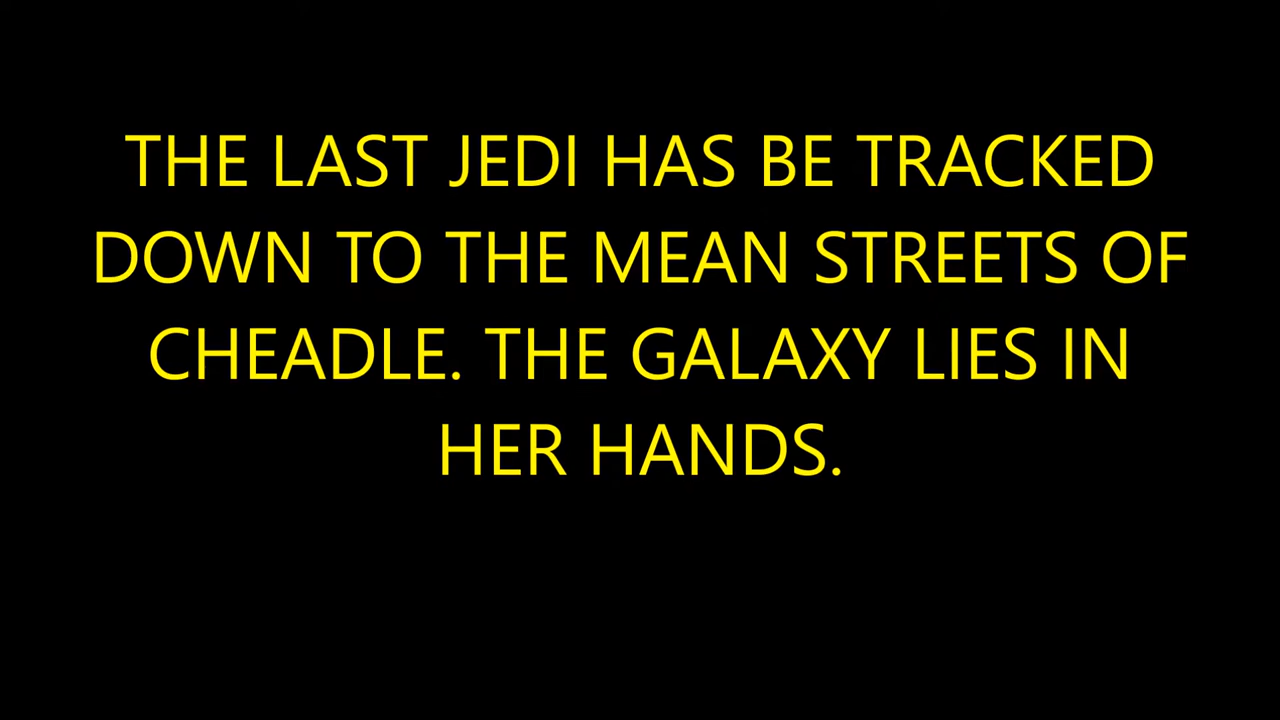 THE LAST JEDI HAS BE TRACKED
DOWN TO THE MEAN STREETS OF
CHEADLE. THE GALAXY LIES IN
HER HANDS.